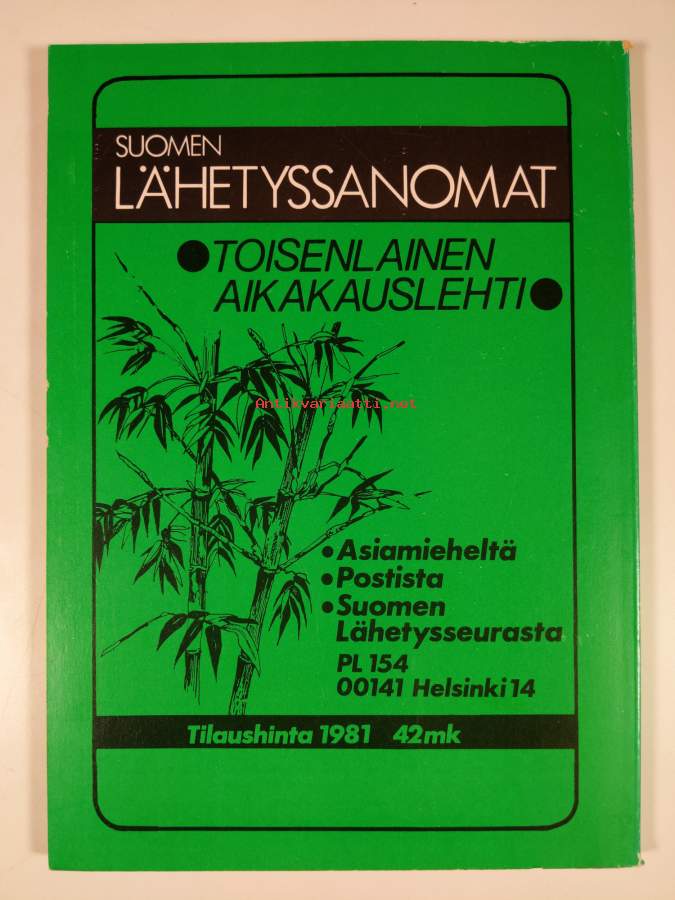 SUOMEN
LÄHETYSSANOMAT
●TOISENLAINEN
AIKAKAUSLEHTI●
Antikvariaatti.net
•Asiamieheltä
•Postista
•Suomen
Lähetysseurasta
PL 154
00141 Helsinki 14
Tilaushinta 1981 42mk